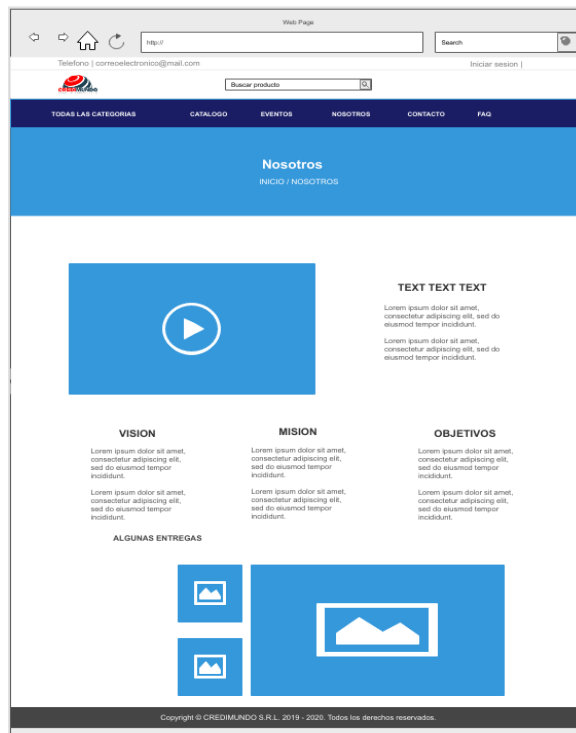 Web Page
http://
Search
Telefono | correoelectronico@mail.com
Iniciar sesion |
CREDIMUNDO
Buscar producto
TODAS LAS CATEGORIAS CATALOGO EVENTOS NOSOTROS CONTACTO FAQ
Nosotros
INICIO / NOSOTROS
TEXT TEXT TEXT
Lorem ipsum dolor sit amet,
consectetur adipiscing elit, sed do
eiusmod tempor incididunt.
Lorem ipsum dolor sit amet,
consectetur adipiscing elit, sed do
eiusmod tempor incididunt.
VISION
Lorem ipsum dolor sit amet,
consectetur adipiscing elit,
sed do eiusmod tempor
incididunt.
Lorem ipsum dolor sit amet,
consectetur adipiscing elit,
sed do eiusmod tempor
incididunt.
MISION
Lorem ipsum dolor sit amet,
consectetur adipiscing elit,
sed do eiusmod tempor
incididunt.
Lorem ipsum dolor sit amet,
consectetur adipiscing elit,
sed do eiusmod tempor
incididunt.
OBJETIVOS
Lorem ipsum dolor sit amet,
consectetur adipiscing elit,
sed do eiusmod tempor
incididunt.
Lorem ipsum dolor sit amet,
consectetur adipiscing elit,
sed do eiusmod tempor
incididunt.
ALGUNAS ENTREGAS
Copyright © CREDIMUNDO S.R.L. 2019 - 2020. Todos los derechos reservados.